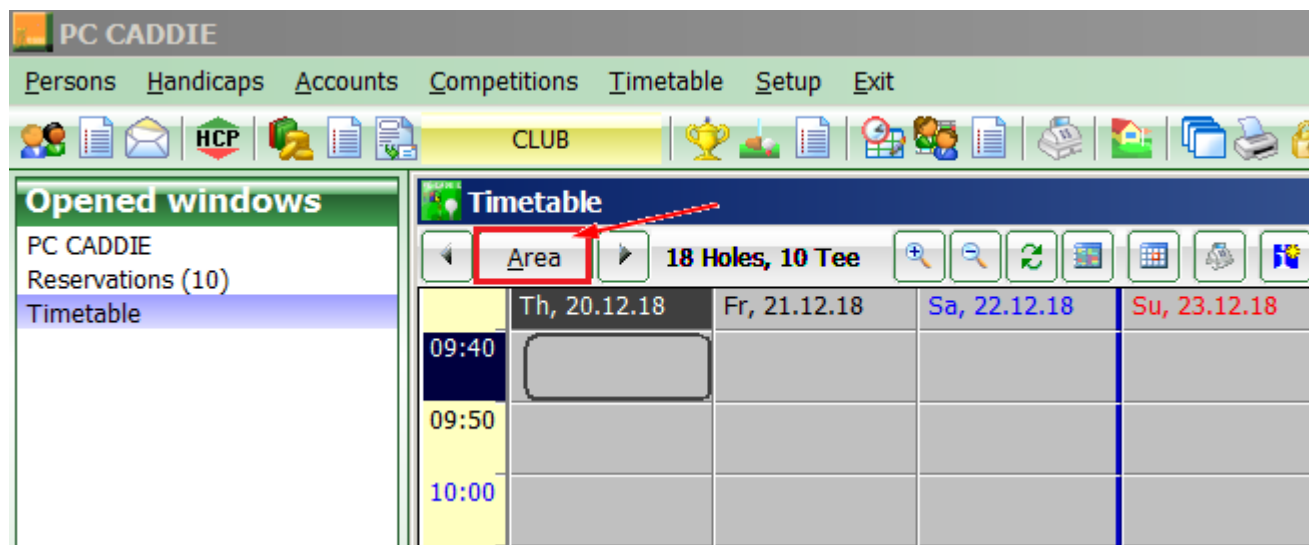 PC CADDIE
Persons Handicaps Accounts Competitions Timetable Setup Exit
HCP CLUB
Opened windows
PC CADDIE
Reservations (10)
Timetable
Timetable
Area 18 Holes, 10 Tee
Th, 20.12.18 Fr, 21.12.18 Sa, 22.12.18 Su, 23.12.18
09:40
09:50
10:00